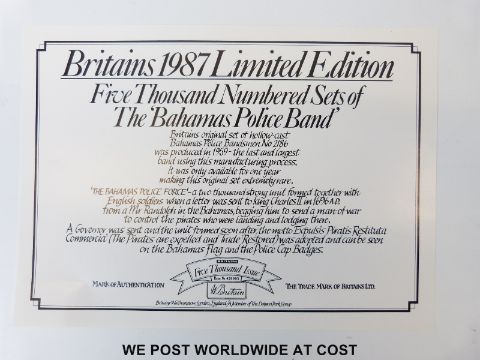 Britains 1987 Limited Edition
Five Thousand Numbered Sets of
The 'Bahamas Police Band'
Britains original set of hollow-cast
Bahamas Police Bandsmen No 2186
was produced in 1959 - the last and largest
band using this manufacturing process.
It was only available for one year
making this original set extremely rare.
"THE BAHAMAS POLICE FORCE" - a two thousand strong unit formed together with
English soldiers when a letter was sent to King Charles II in 1696 A.D.
from a Mr Randolph in the Bahamas, begging him to send a man of war
to control the pirates who were landing and lodging there.
A Governor was sent and the unit formed soon after the motto Expulsis Piratis Restituta
Commercia (The Pirates are expelled and Trade Restored) was adopted and can be seen
on the Bahamas flag and the Police Cap Badges.
Five Thousand Issue
MARK OF AUTHENTICATION
W. Britain
THE TRADE MARK OF BRITAINS LTD.
WE POST WORLDWIDE AT COST